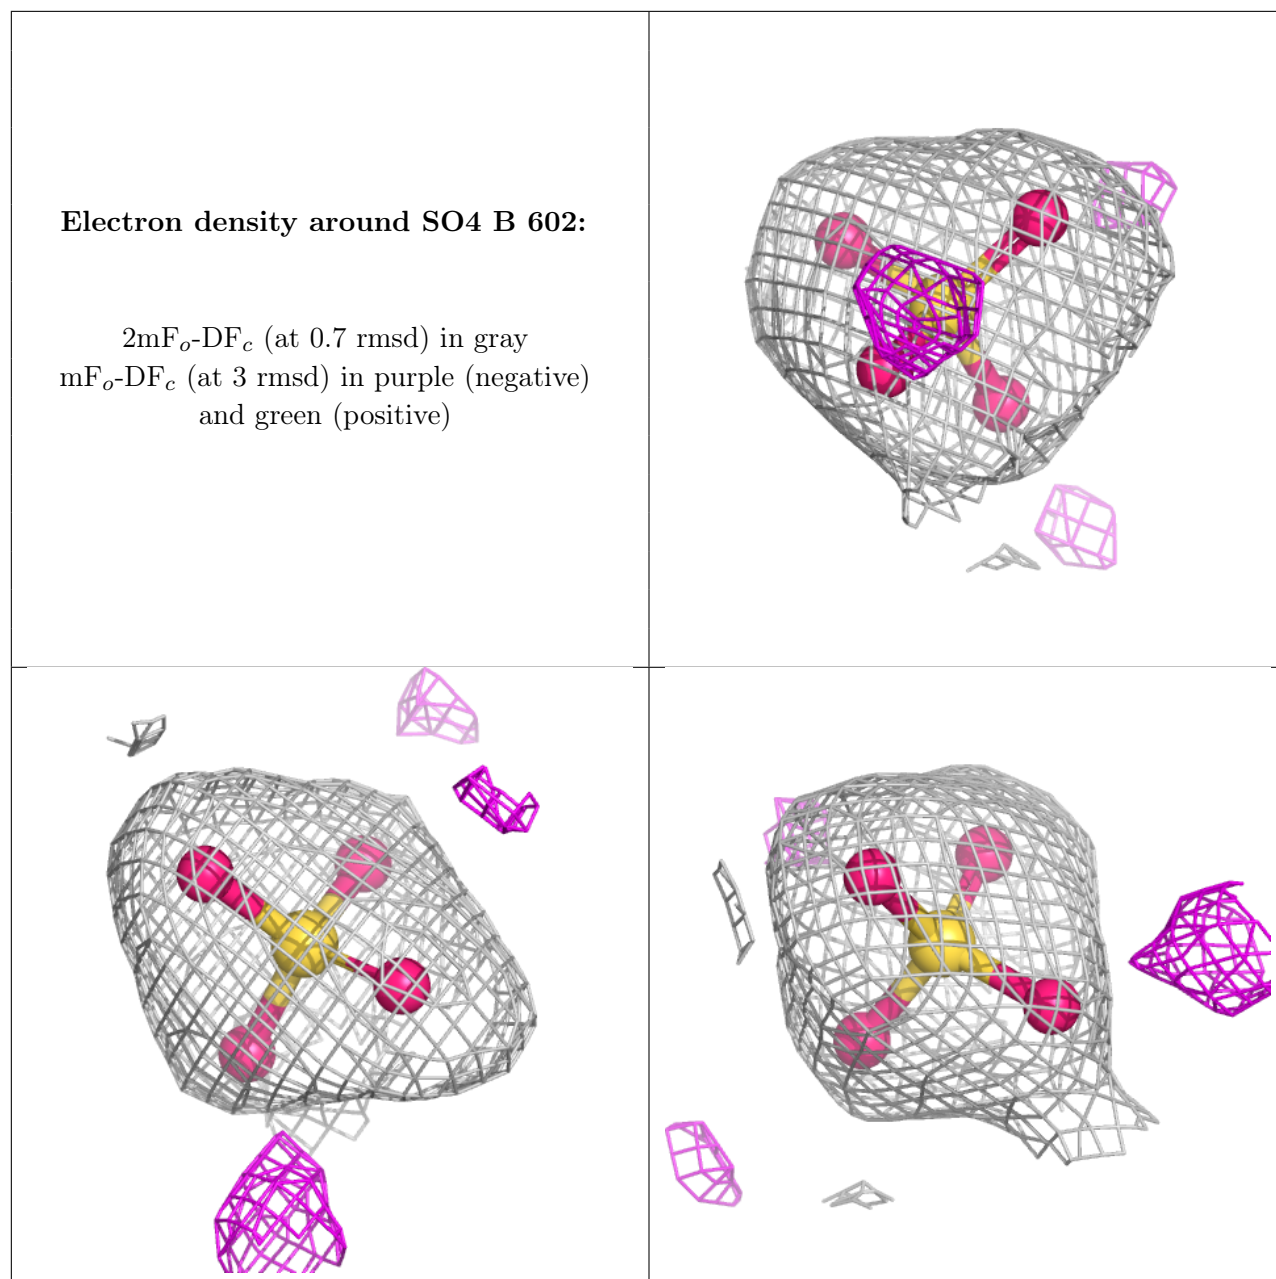 Electron density around SO4 B 602:
2mFo-DFc (at 0.7 rmsd) in gray
mFo-DFc (at 3 rmsd) in purple (negative)
and green (positive)